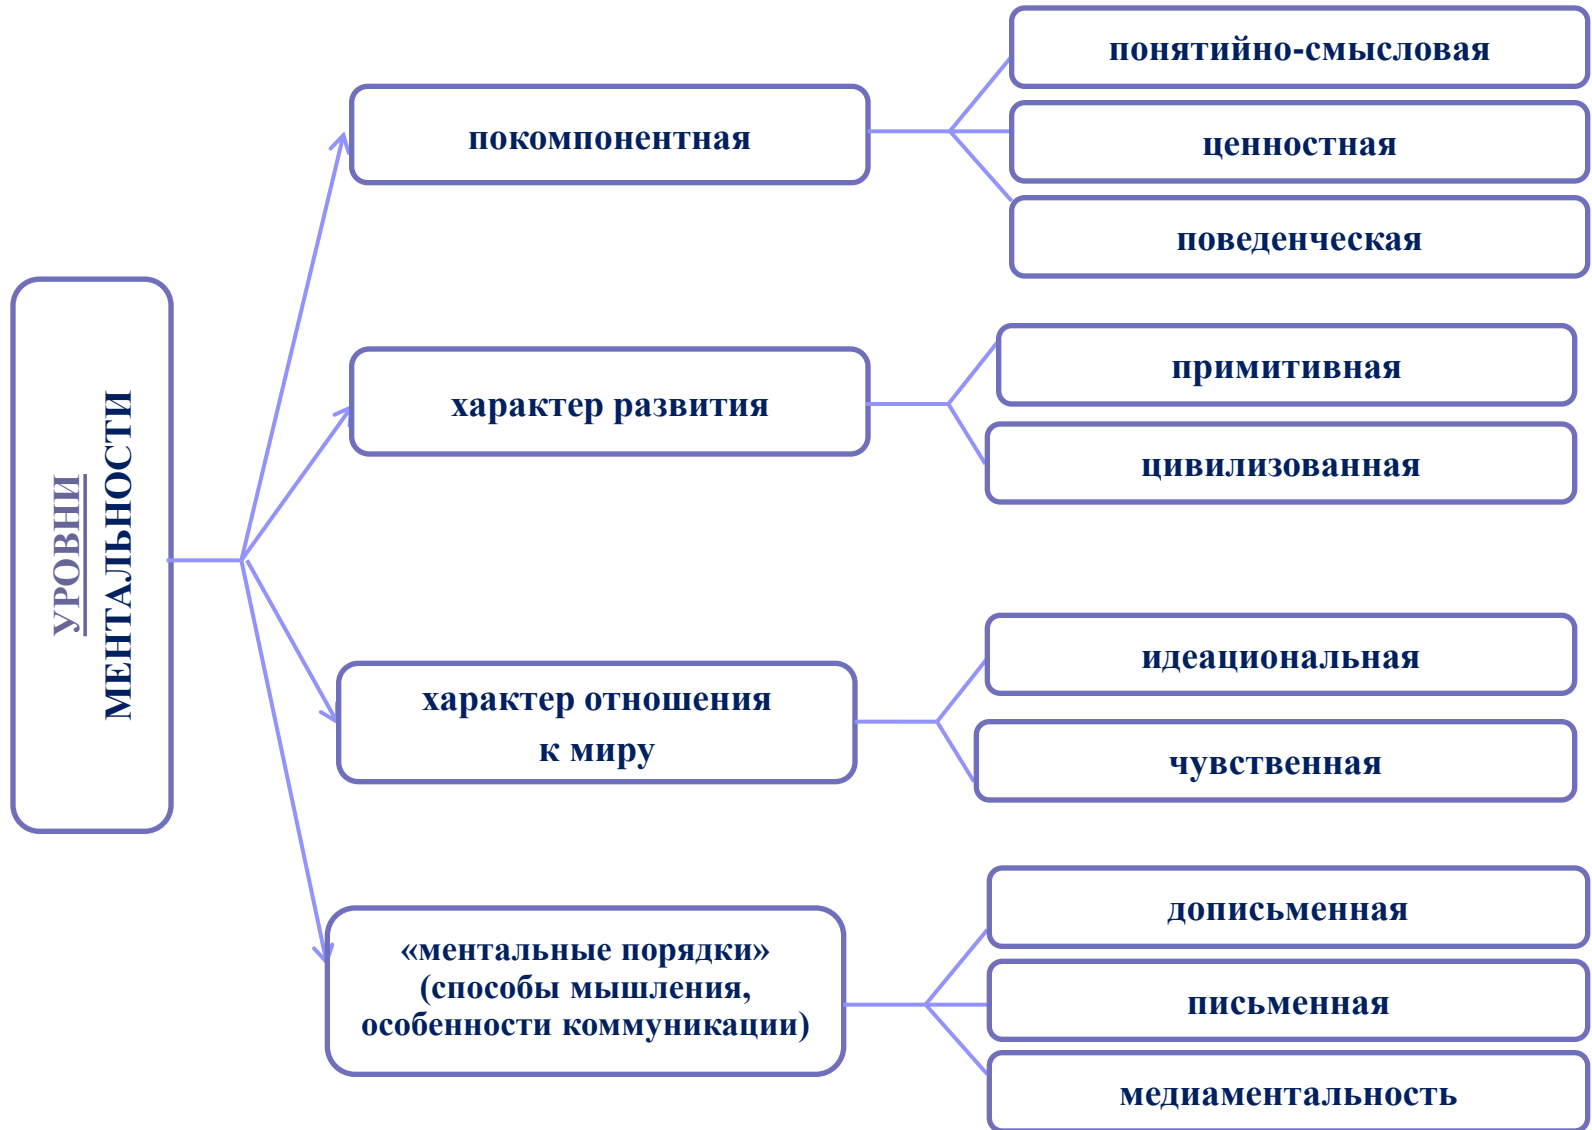 УРОВНИ
МЕНТАЛЬНОСТИ
покомпонентная
понятийно-смысловая
ценностная
поведенческая
характер развития
примитивная
цивилизованная
характер отношения
к миру
идеациональная
чувственная
«ментальные порядки»
(способы мышления,
особенности коммуникации)
дописьменная
письменная
медиаментальность